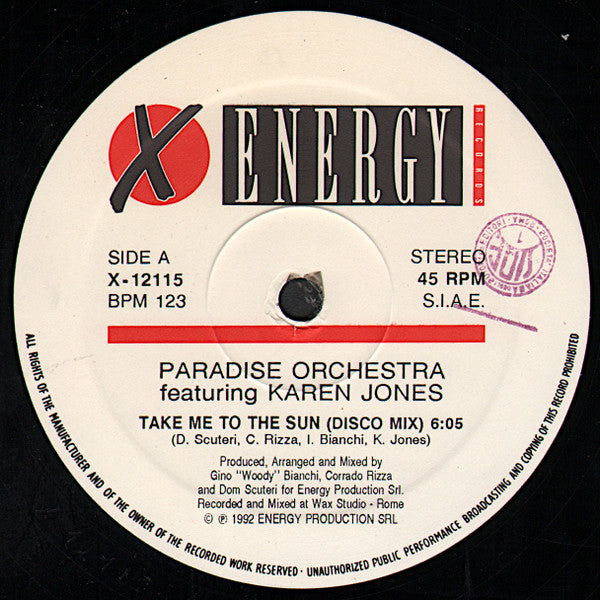 X ENERGY
RECORDS
SIDE A
X-12115
BPM 123
STEREO
45 RPM
S.I.A.E.
PARADISE ORCHESTRA
featuring KAREN JONES
TAKE ME TO THE SUN (DISCO MIX) 6:05
(D. Scuteri, C. Rizza, I. Bianchi, K. Jones)
Produced, Arranged and Mixed by
Gino "Woody" Bianchi, Corrado Rizza
and Dom Scuteri for Energy Production Srl.
Recorded and Mixed at Wax Studio - Rome
© ℗ 1992 ENERGY PRODUCTION SRL
ALL RIGHTS OF THE MANUFACTURER AND OF THE OWNER OF THE RECORDED WORK RESERVED · UNAUTHORIZED PUBLIC PERFORMANCE BROADCASTING AND COPYING OF THIS RECORD PROHIBITED